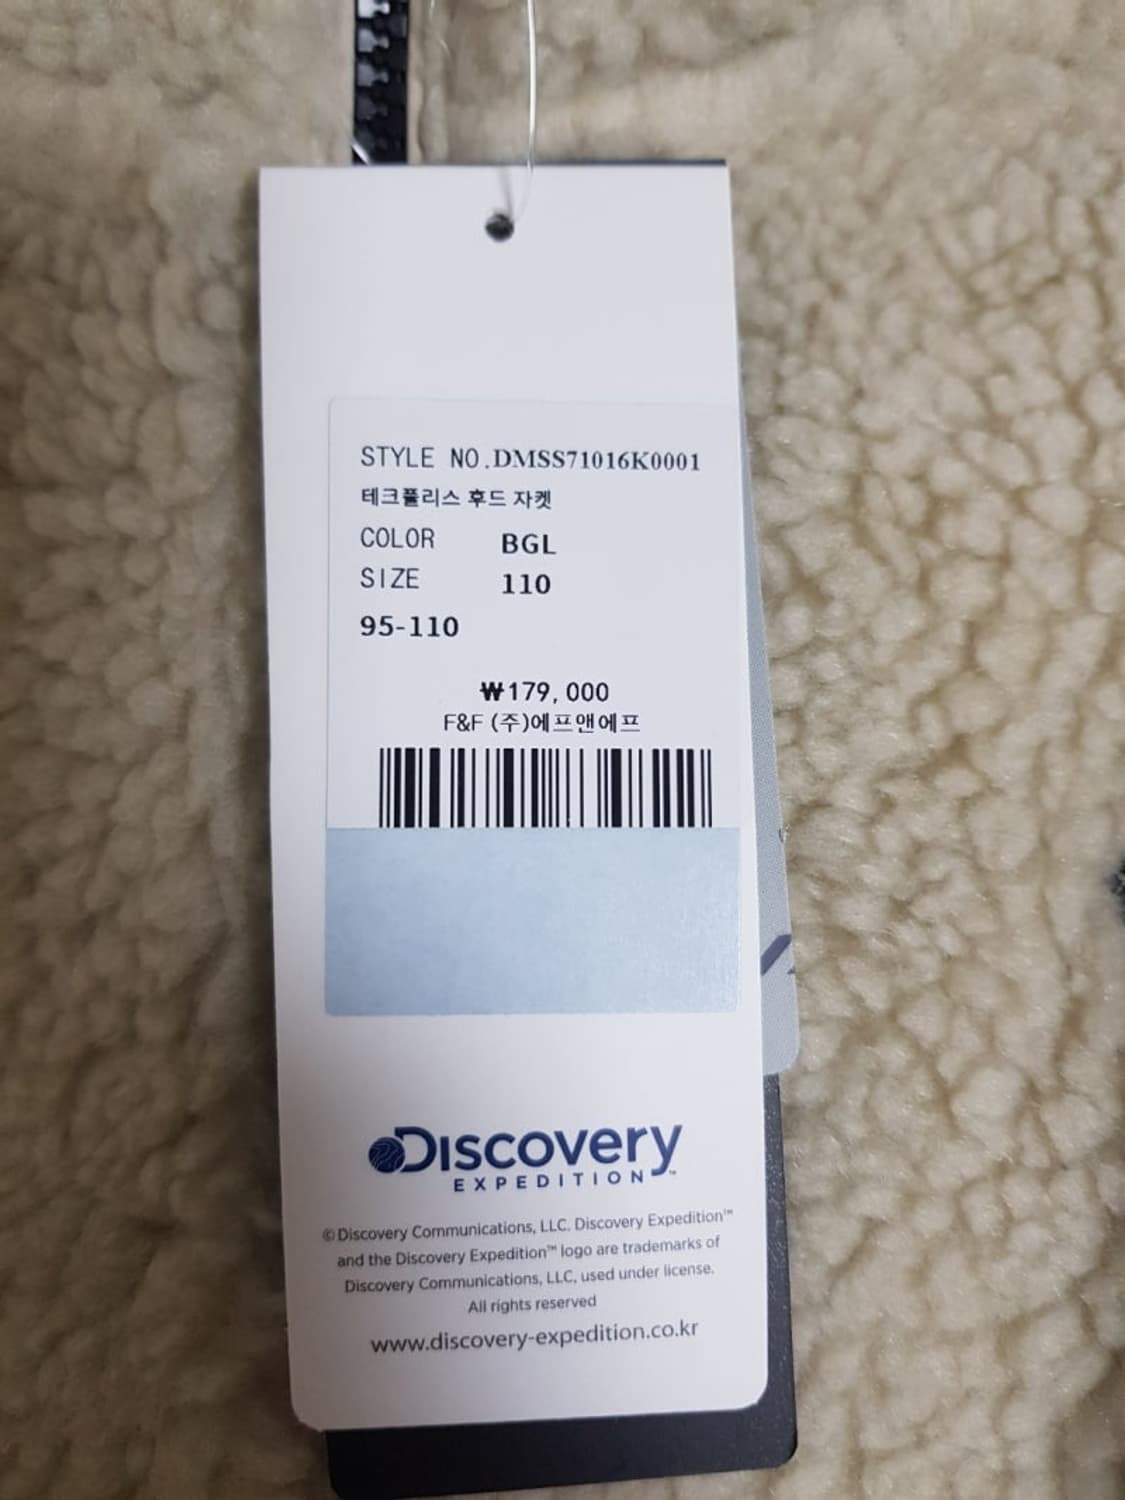 STYLE NO.DMSS71016K0001
테크플리스 후드 자켓
COLOR BGL
SIZE 110
95-110
₩179,000
F&F (주)에프앤에프
Discovery
EXPEDITION™
© Discovery Communications, LLC. Discovery Expedition™
and the Discovery Expedition™ logo are trademarks of
Discovery Communications, LLC, used under license.
All rights reserved
www.discovery-expedition.co.kr